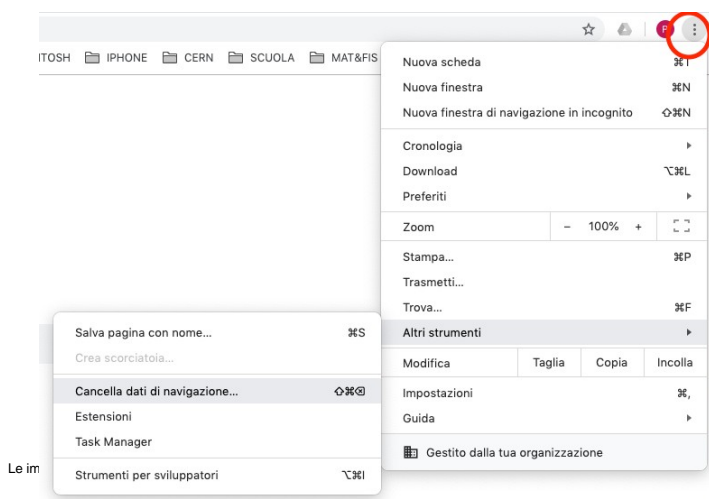 P
ITOSH IPHONE CERN SCUOLA MAT&FIS
Nuova scheda ⌘T
Nuova finestra ⌘N
Nuova finestra di navigazione in incognito ⇧⌘N
Cronologia
Download ⌥⌘L
Preferiti
Zoom - 100% +
Stampa... ⌘P
Trasmetti...
Trova... ⌘F
Altri strumenti
Modifica Taglia Copia Incolla
Impostazioni ⌘,
Guida
Gestito dalla tua organizzazione
Salva pagina con nome... ⌘S
Crea scorciatoia...
Cancella dati di navigazione... ⇧⌘⌫
Estensioni
Task Manager
Strumenti per sviluppatori ⌥⌘I
Le im